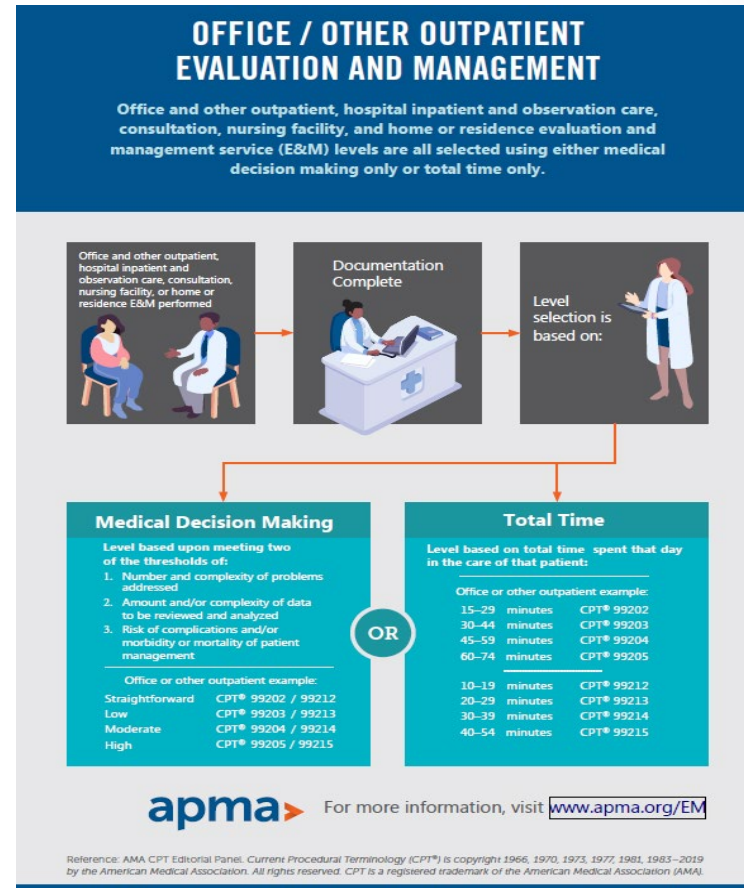 OFFICE / OTHER OUTPATIENT
EVALUATION AND MANAGEMENT
Office and other outpatient, hospital inpatient and observation care,
consultation, nursing facility, and home or residence evaluation and
management service (E&M) levels are all selected using either medical
decision making only or total time only.
Office and other outpatient,
hospital inpatient and
observation care, consultation,
nursing facility, or home or
residence E&M performed
Documentation
Complete
Level
selection is
based on:
Medical Decision Making
Level based upon meeting two
of the thresholds of:
1. Number and complexity of problems
addressed
2. Amount and/or complexity of data
to be reviewed and analyzed
3. Risk of complications and/or
morbidity or mortality of patient
management
Office or other outpatient example:
Straightforward CPT® 99202 / 99212
Low CPT® 99203 / 99213
Moderate CPT® 99204 / 99214
High CPT® 99205 / 99215
OR
Total Time
Level based on total time spent that day
in the care of that patient:
Office or other outpatient example:
15–29 minutes CPT® 99202
30–44 minutes CPT® 99203
45–59 minutes CPT® 99204
60–74 minutes CPT® 99205
10–19 minutes CPT® 99212
20–29 minutes CPT® 99213
30–39 minutes CPT® 99214
40–54 minutes CPT® 99215
apma
For more information, visit www.apma.org/EM
Reference: AMA CPT Editorial Panel. Current Procedural Terminology (CPT®) is copyright 1966, 1970, 1973, 1977, 1981, 1983–2019
by the American Medical Association. All rights reserved. CPT is a registered trademark of the American Medical Association (AMA).